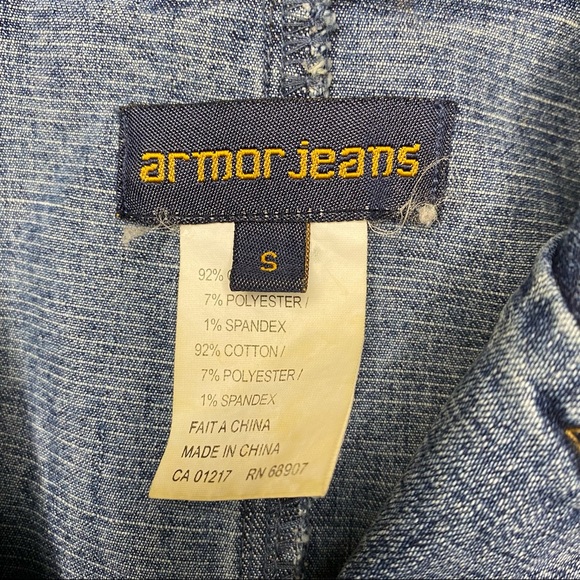 armor jeans
S
92% C
7% POLYESTER /
1% SPANDEX
92% COTTON /
7% POLYESTER /
1% SPANDEX
FAIT A CHINA
MADE IN CHINA
CA 01217 RN 68907